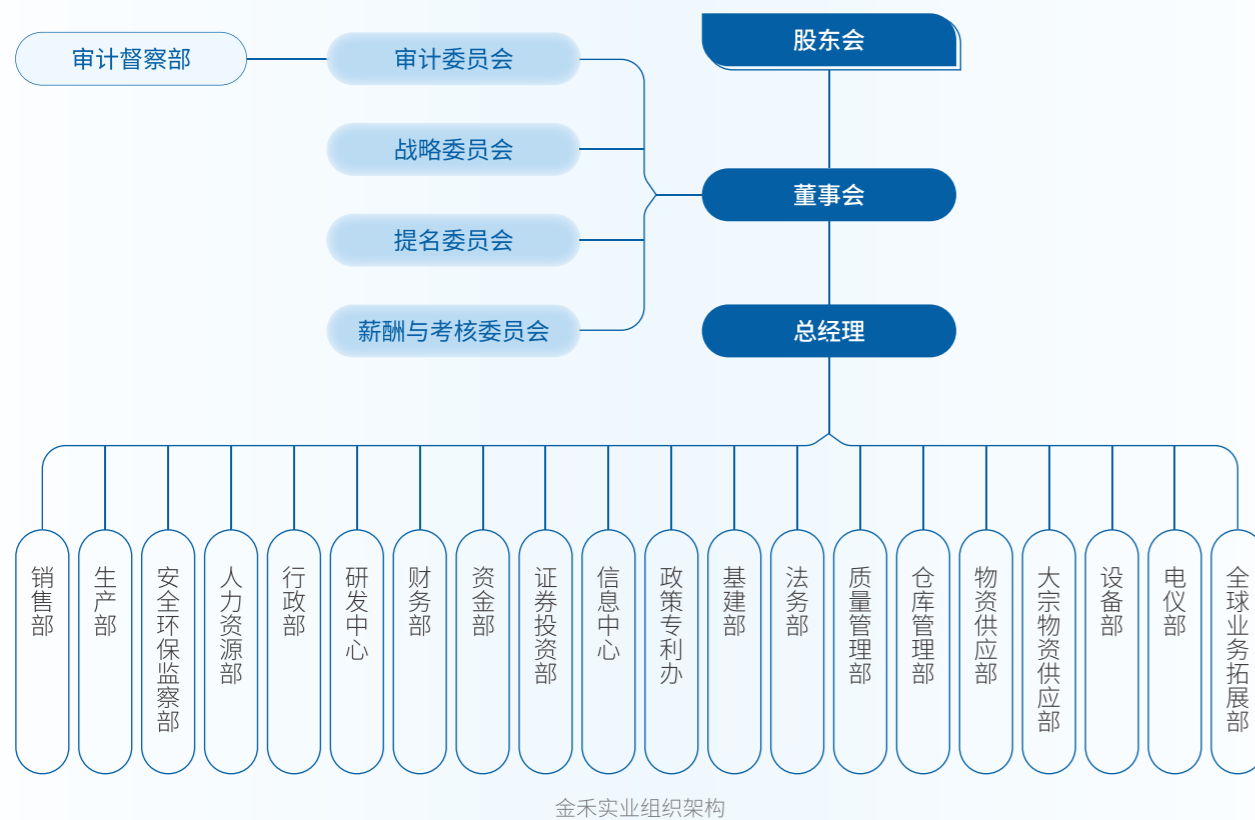 审计督察部
审计委员会
股东会
战略委员会
董事会
提名委员会
薪酬与考核委员会
总经理
销售部
生产部
安全环保监察部
人力资源部
行政部
研发中心
财务部
资金部
证券投资部
信息中心
政策专利办
基建部
法务部
质量管理部
仓库管理部
物资供应部
大宗物资供应部
设备部
电仪部
全球业务拓展部
金禾实业组织架构